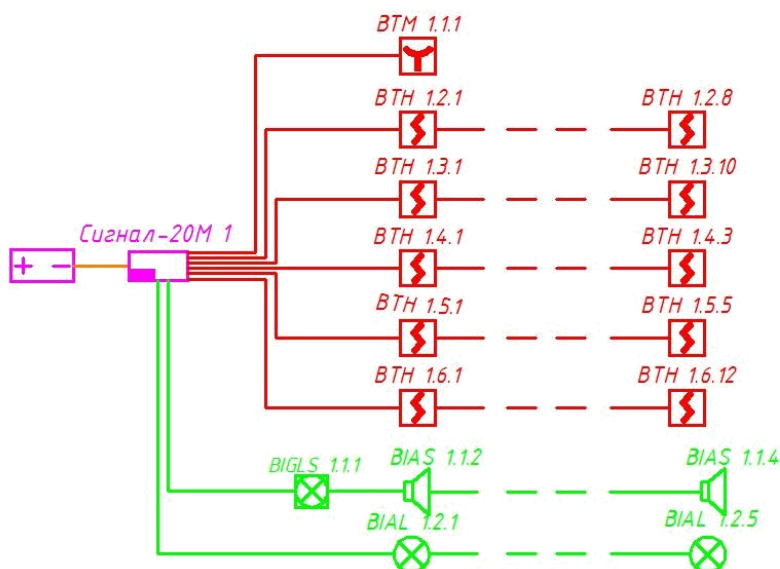 BTM 1.1.1
BTH 1.2.1
BTH 1.2.8
BTH 1.3.1
BTH 1.3.10
Сигнал-20М 1
BTH 1.4.1
BTH 1.4.3
+ −
BTH 1.5.1
BTH 1.5.5
BTH 1.6.1
BTH 1.6.12
BIGLS 1.1.1
BIAS 1.1.2
BIAS 1.1.4
BIAL 1.2.1
BIAL 1.2.5